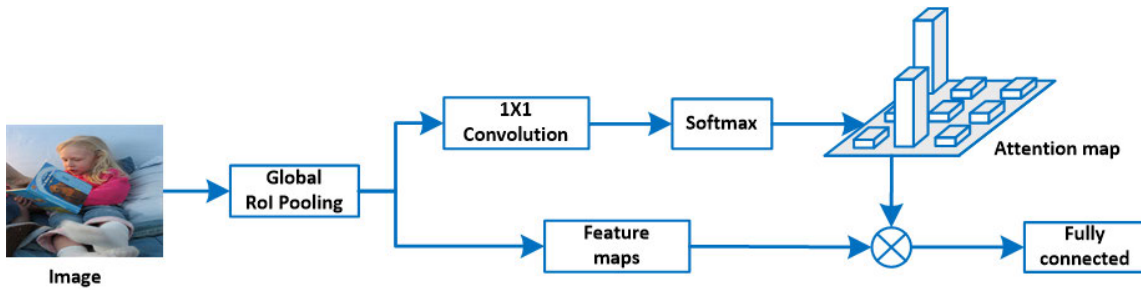 Image
Global
RoI Pooling
1X1
Convolution
Softmax
Attention map
Feature
maps
Fully
connected